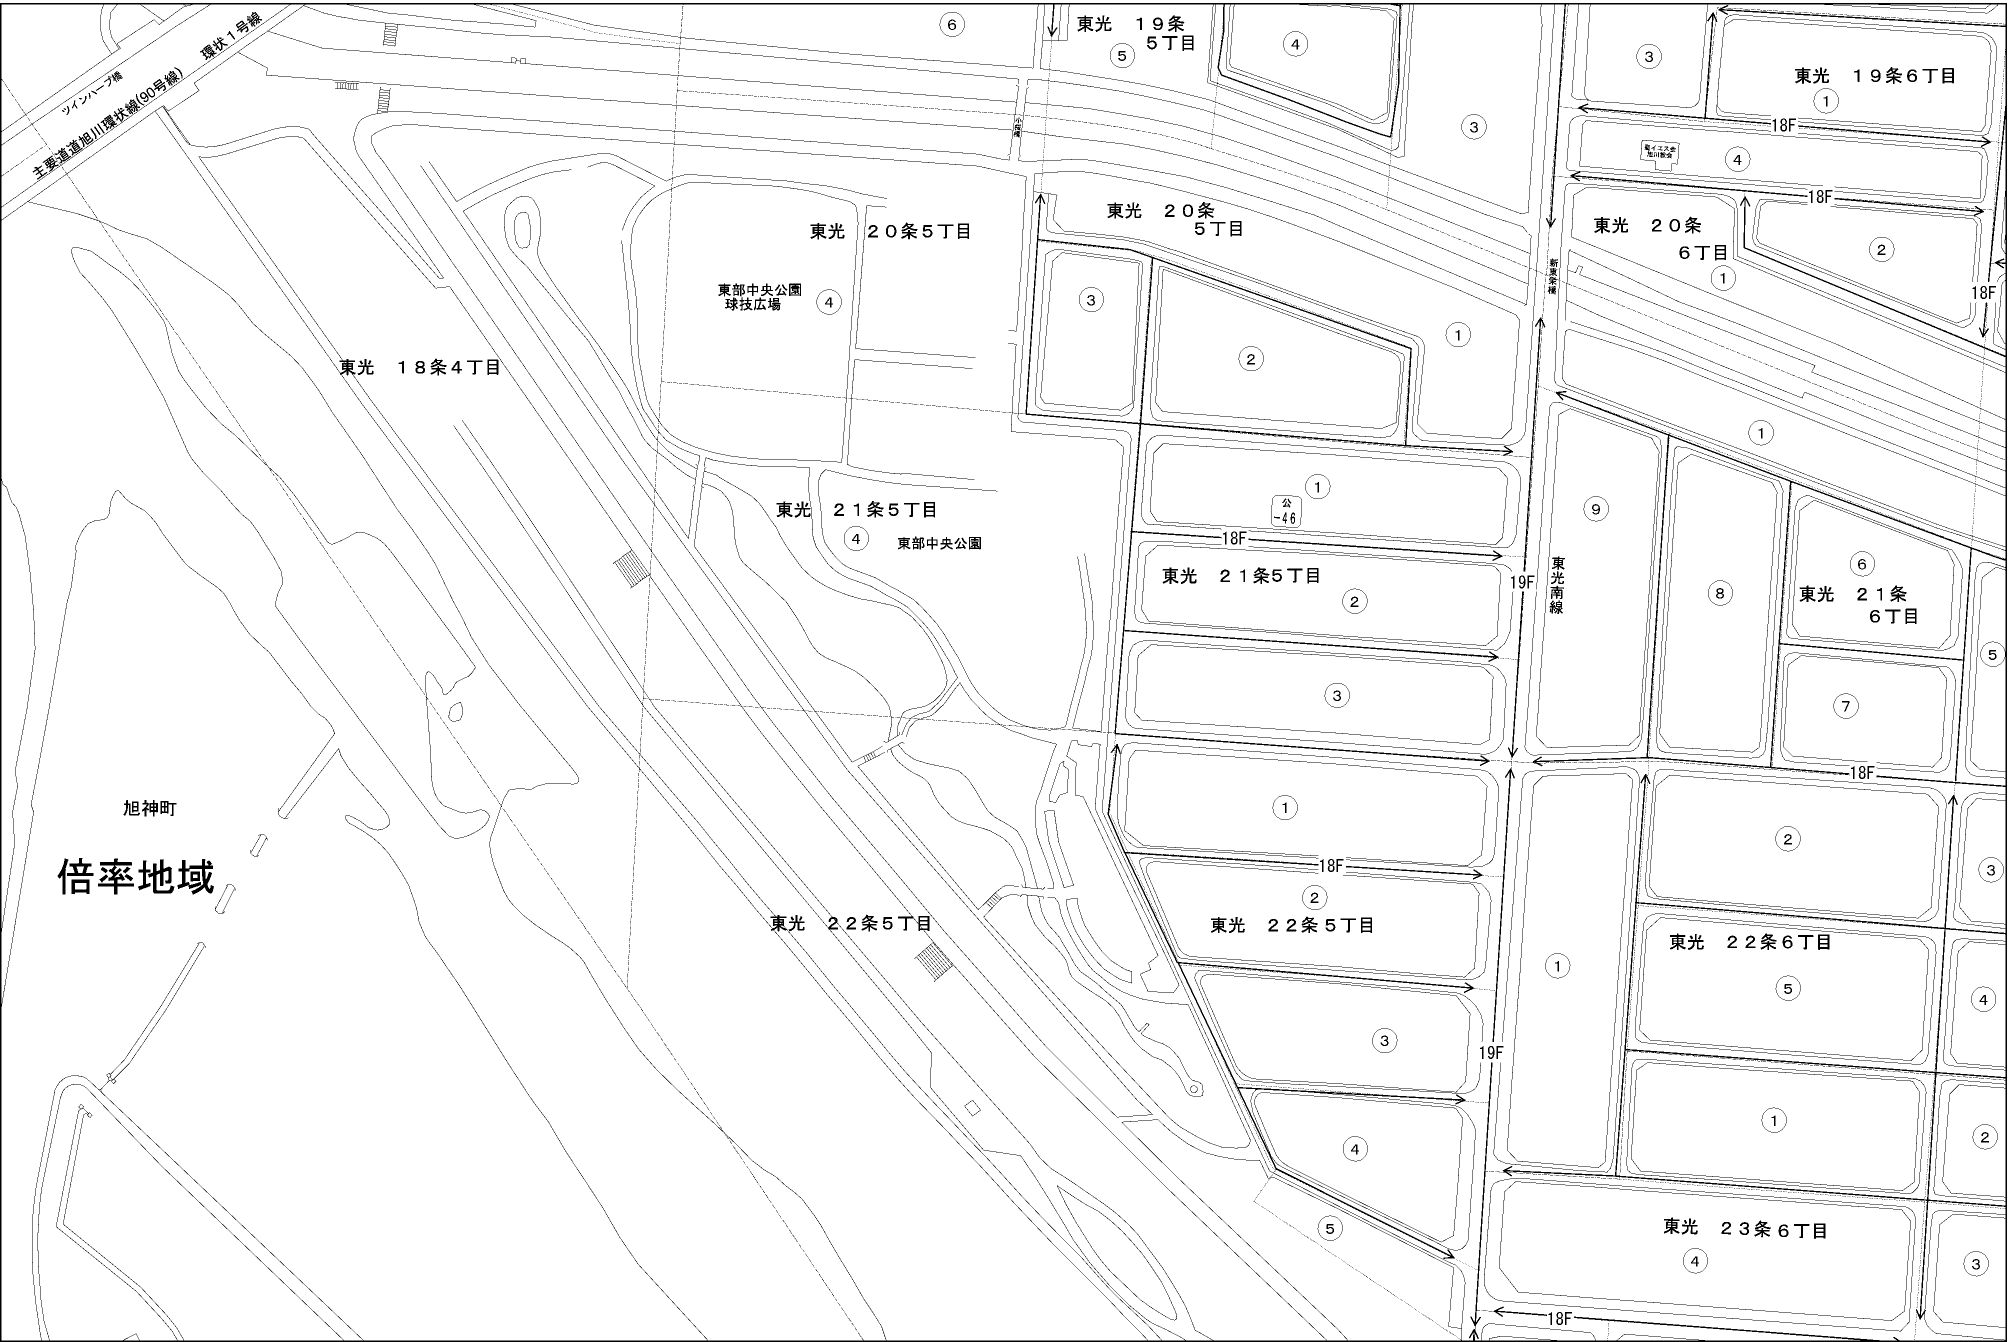 環状１号線
ツインハープ橋
主要道道旭川環状線(90号線)
⑥
東光　１９条
５丁目
⑤
④
③
③
東光　１９条６丁目
①
18F
小桜橋
④
18F
東光　２０条５丁目
東光　２０条
５丁目
東光　２０条
６丁目
①
②
18F
新東栄橋
東部中央公園
球技広場
④
③
②
①
東光　１８条４丁目
①
東光　２１条５丁目
④
東部中央公園
①
公
-46
18F
⑨
東光　２１条５丁目
②
19F
東光南線
⑧
⑥
東光　２１条
６丁目
⑤
③
⑦
18F
旭神町
倍率地域
①
18F
②
③
東光　２２条５丁目
②
東光　２２条５丁目
①
東光　２２条６丁目
⑤
④
③
19F
④
①
②
⑤
東光　２３条６丁目
④
③
18F